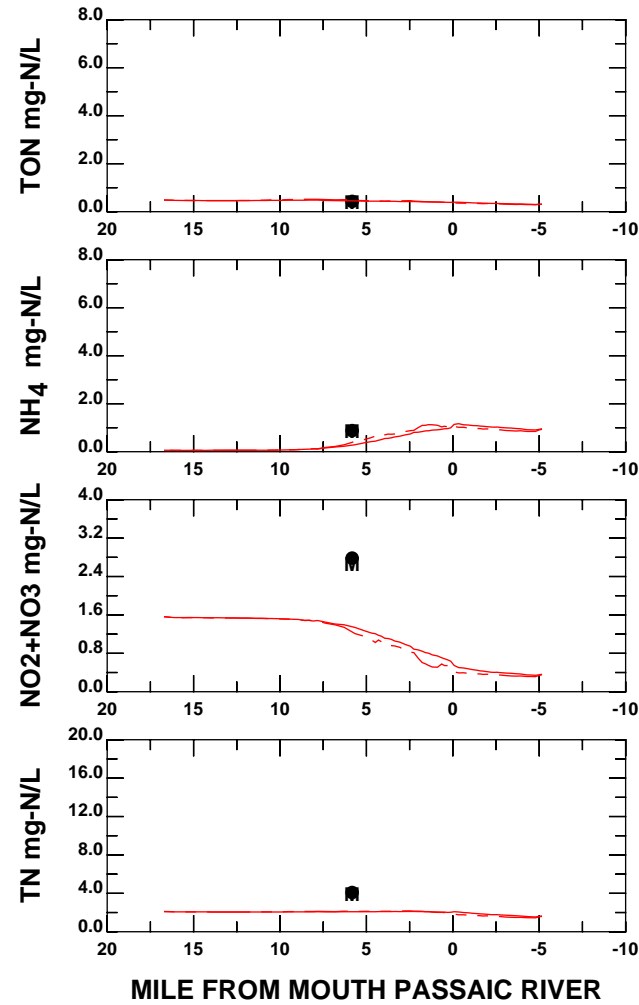 TON mg-N/L
8.0
6.0
4.0
2.0
0.0
M
20 15 10 5 0 -5 -10
NH4 mg-N/L
8.0
6.0
4.0
2.0
0.0
M
20 15 10 5 0 -5 -10
NO2+NO3 mg-N/L
4.0
3.2
2.4
1.6
0.8
0.0
M
20 15 10 5 0 -5 -10
TN mg-N/L
20.0
16.0
12.0
8.0
4.0
0.0
M
20 15 10 5 0 -5 -10
MILE FROM MOUTH PASSAIC RIVER